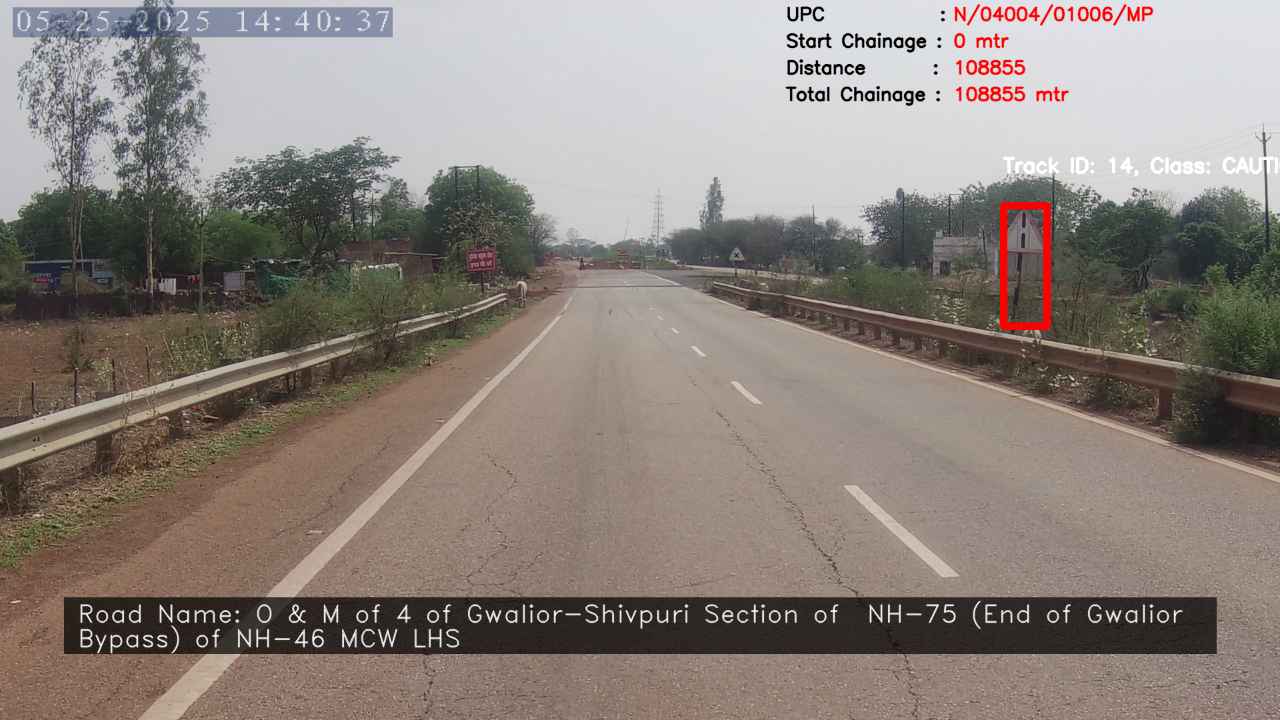 05-25-2025 14:40:37
UPC : N/04004/01006/MP
Start Chainage : 0 mtr
Distance : 108855
Total Chainage : 108855 mtr
Track ID: 14, Class: CAUTI
Road Name: O & M of 4 of Gwalior-Shivpuri Section of NH-75 (End of Gwalior
Bypass) of NH-46 MCW LHS